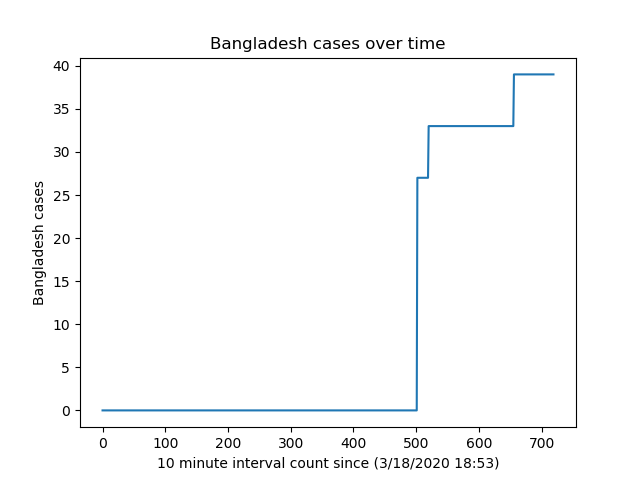 Bangladesh cases over time
40
35
30
25
20
15
10
5
0
Bangladesh cases
0 100 200 300 400 500 600 700
10 minute interval count since (3/18/2020 18:53)